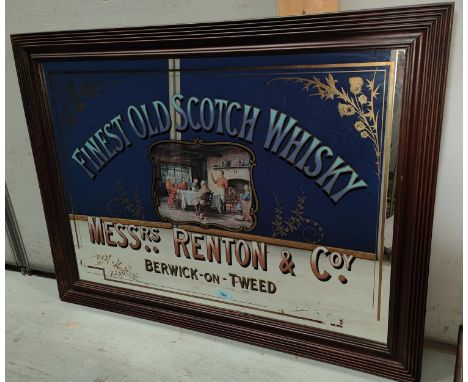 FINEST OLD SCOTCH WHISKY
MESSRS RENTON & COY
BERWICK-ON-TWEED